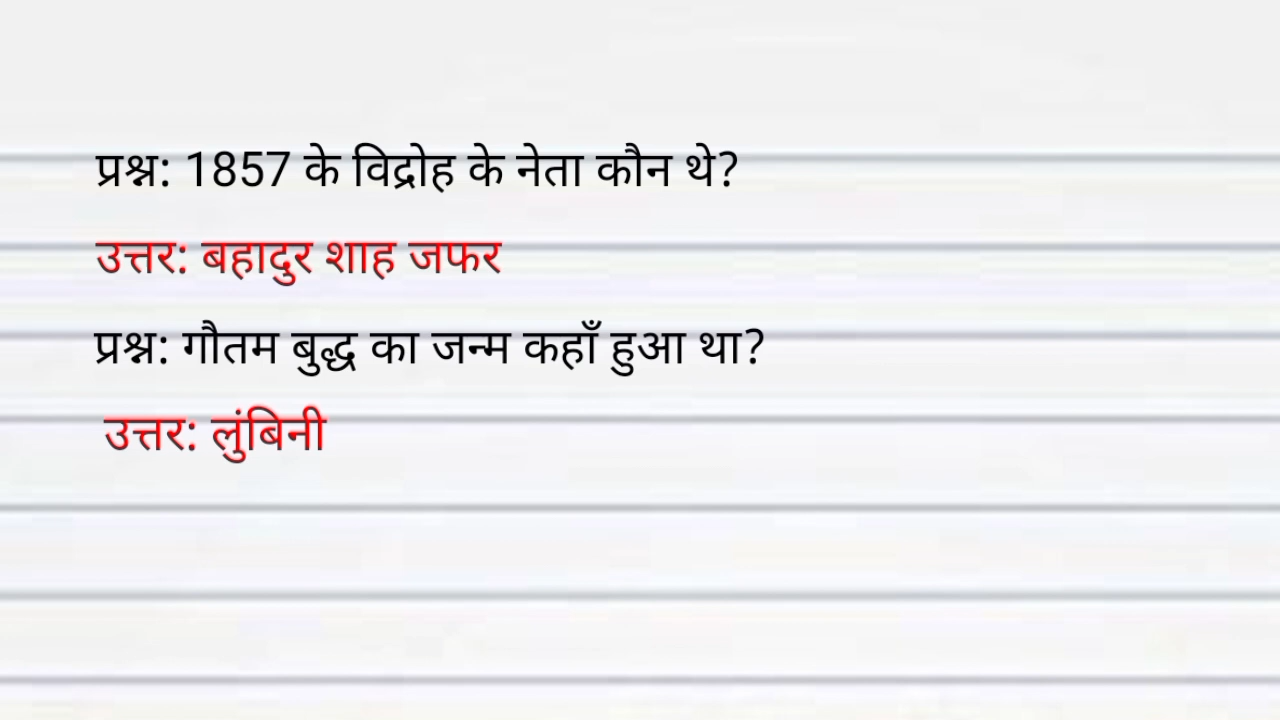 प्रश्न: 1857 के विद्रोह के नेता कौन थे?
उत्तर: बहादुर शाह जफर
प्रश्न: गौतम बुद्ध का जन्म कहाँ हुआ था?
उत्तर: लुंबिनी